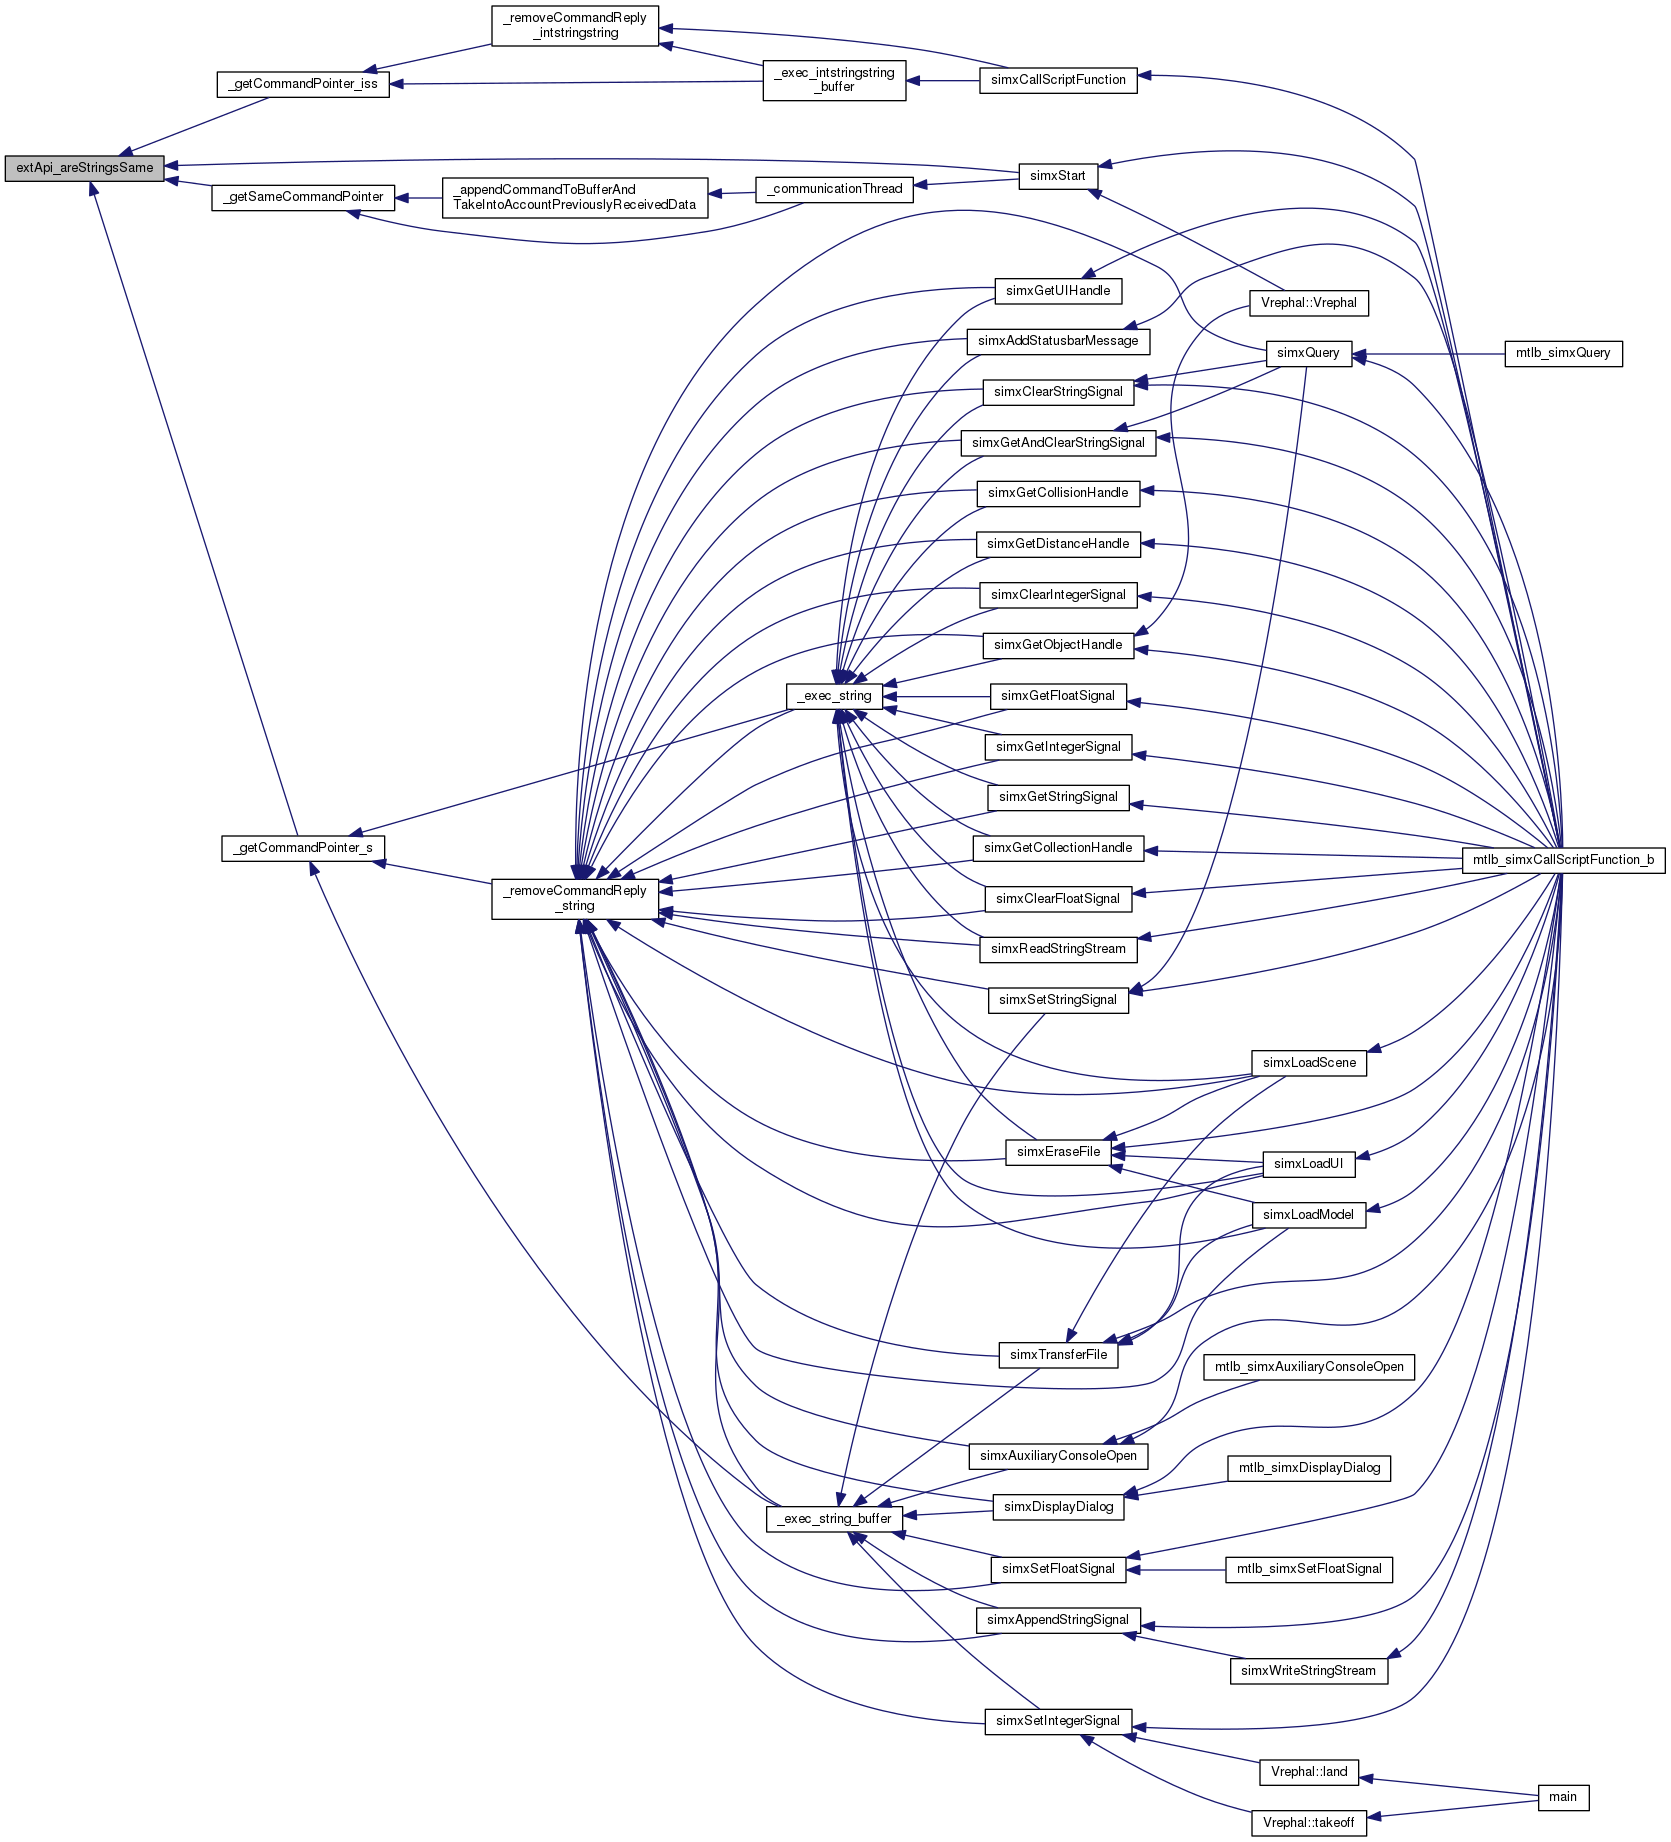 _removeCommandReply
_intstringstring
_getCommandPointer_iss
_exec_intstringstring
_buffer
simxCallScriptFunction
extApi_areStringsSame
simxStart
_getSameCommandPointer
_appendCommandToBufferAnd
TakeIntoAccountPreviouslyReceivedData
_communicationThread
simxGetUIHandle
Vrephal::Vrephal
simxAddStatusbarMessage
simxQuery
mtlb_simxQuery
simxClearStringSignal
simxGetAndClearStringSignal
simxGetCollisionHandle
simxGetDistanceHandle
simxClearIntegerSignal
simxGetObjectHandle
_exec_string
simxGetFloatSignal
simxGetIntegerSignal
simxGetStringSignal
_getCommandPointer_s
simxGetCollectionHandle
mtlb_simxCallScriptFunction_b
_removeCommandReply
_string
simxClearFloatSignal
simxReadStringStream
simxSetStringSignal
simxLoadScene
simxEraseFile
simxLoadUI
simxLoadModel
simxTransferFile
mtlb_simxAuxiliaryConsoleOpen
simxAuxiliaryConsoleOpen
mtlb_simxDisplayDialog
simxDisplayDialog
_exec_string_buffer
simxSetFloatSignal
mtlb_simxSetFloatSignal
simxAppendStringSignal
simxWriteStringStream
simxSetIntegerSignal
Vrephal::land
main
Vrephal::takeoff